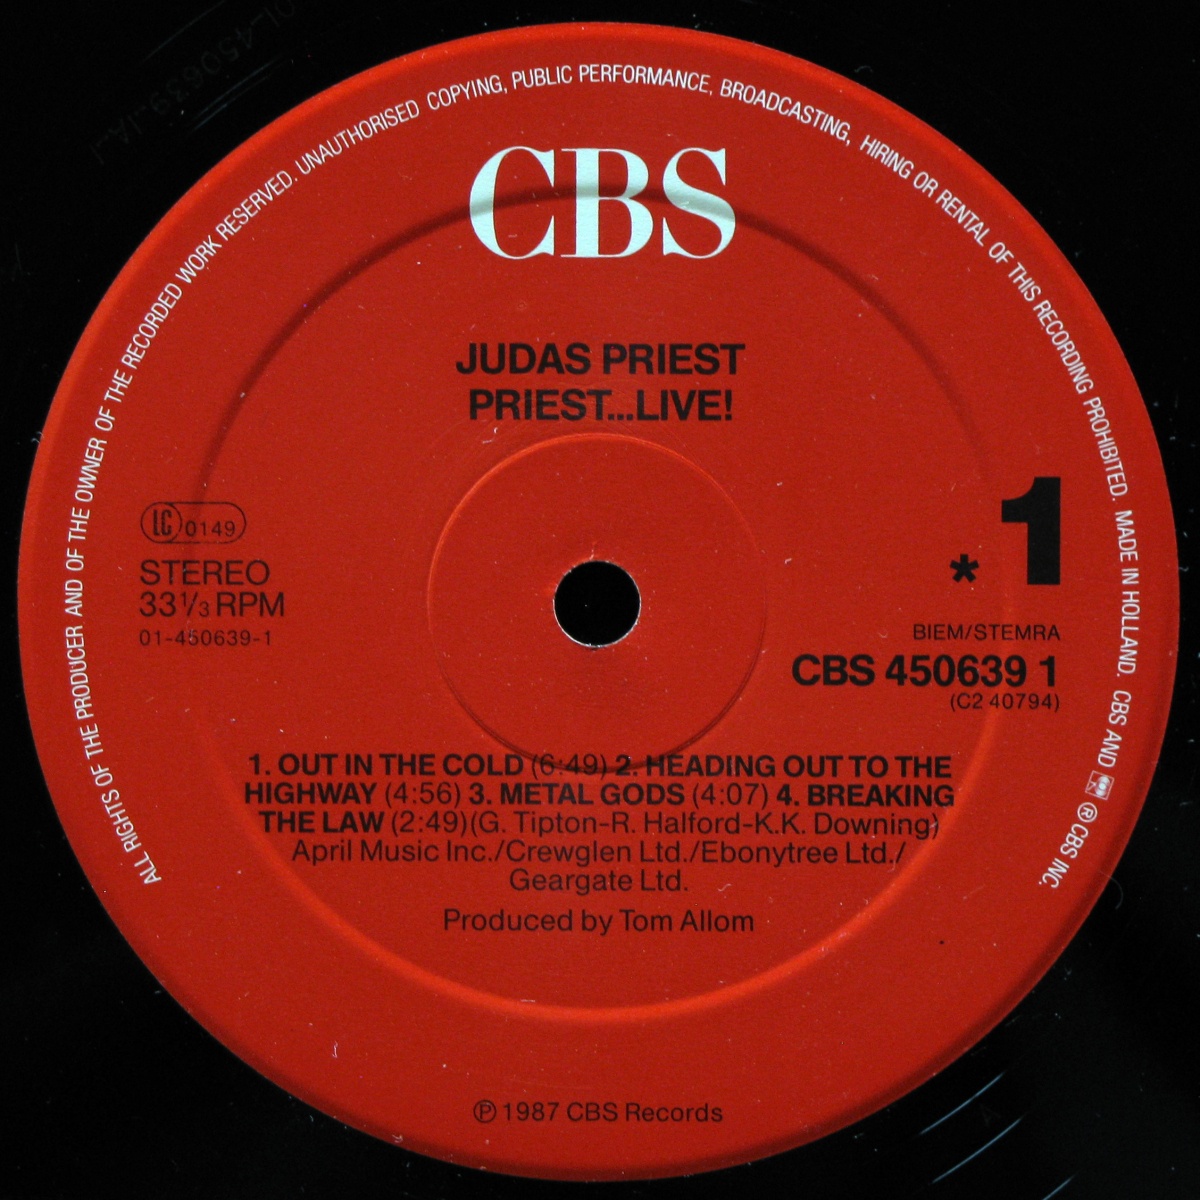 ALL RIGHTS OF THE PRODUCER AND OF THE OWNER OF THE RECORDED WORK RESERVED. UNAUTHORISED COPYING, PUBLIC PERFORMANCE, BROADCASTING, HIRING OR RENTAL OF THIS RECORDING PROHIBITED. MADE IN HOLLAND. CBS AND ® CBS INC.
CBS
JUDAS PRIEST
PRIEST...LIVE!
LC 0149
STEREO
33 1/3 RPM
01-450639-1
* 1
BIEM/STEMRA
CBS 450639 1
(C2 40794)
1. OUT IN THE COLD (6:49) 2. HEADING OUT TO THE
HIGHWAY (4:56) 3. METAL GODS (4:07) 4. BREAKING
THE LAW (2:49)(G. Tipton-R. Halford-K.K. Downing)
April Music Inc./Crewglen Ltd./Ebonytree Ltd./
Geargate Ltd.
Produced by Tom Allom
℗ 1987 CBS Records